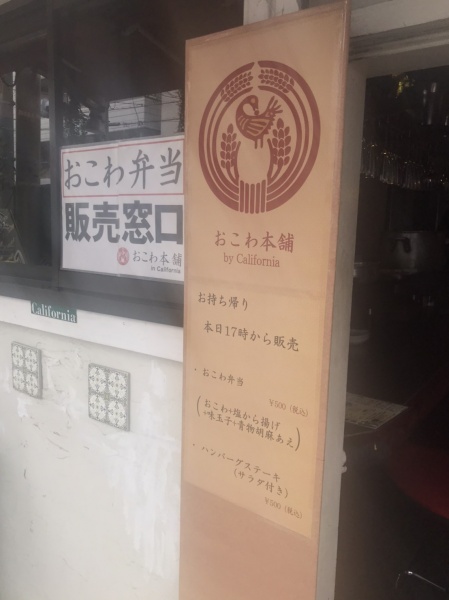 おこわ弁当
販売窓口
おこわ本舗
in California
California
おこわ本舗
by California
お持ち帰り
本日17時から販売
・おこわ弁当
¥500（税込）
（おこわ+塩から揚げ
+味玉子+青物胡麻あえ）
・ハンバーグステーキ
（サラダ付き）
¥500（税込）